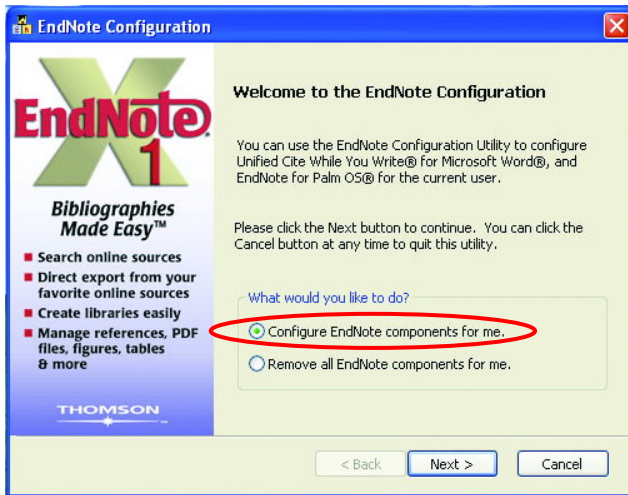 EndNote Configuration
EndNote®
X
1
Bibliographies
Made Easy™
Search online sources
Direct export from your
favorite online sources
Create libraries easily
Manage references, PDF
files, figures, tables
& more
THOMSON
Welcome to the EndNote Configuration
You can use the EndNote Configuration Utility to configure
Unified Cite While You Write® for Microsoft Word®, and
EndNote for Palm OS® for the current user.
Please click the Next button to continue. You can click the
Cancel button at any time to quit this utility.
What would you like to do?
Configure EndNote components for me.
Remove all EndNote components for me.
< Back
Next >
Cancel